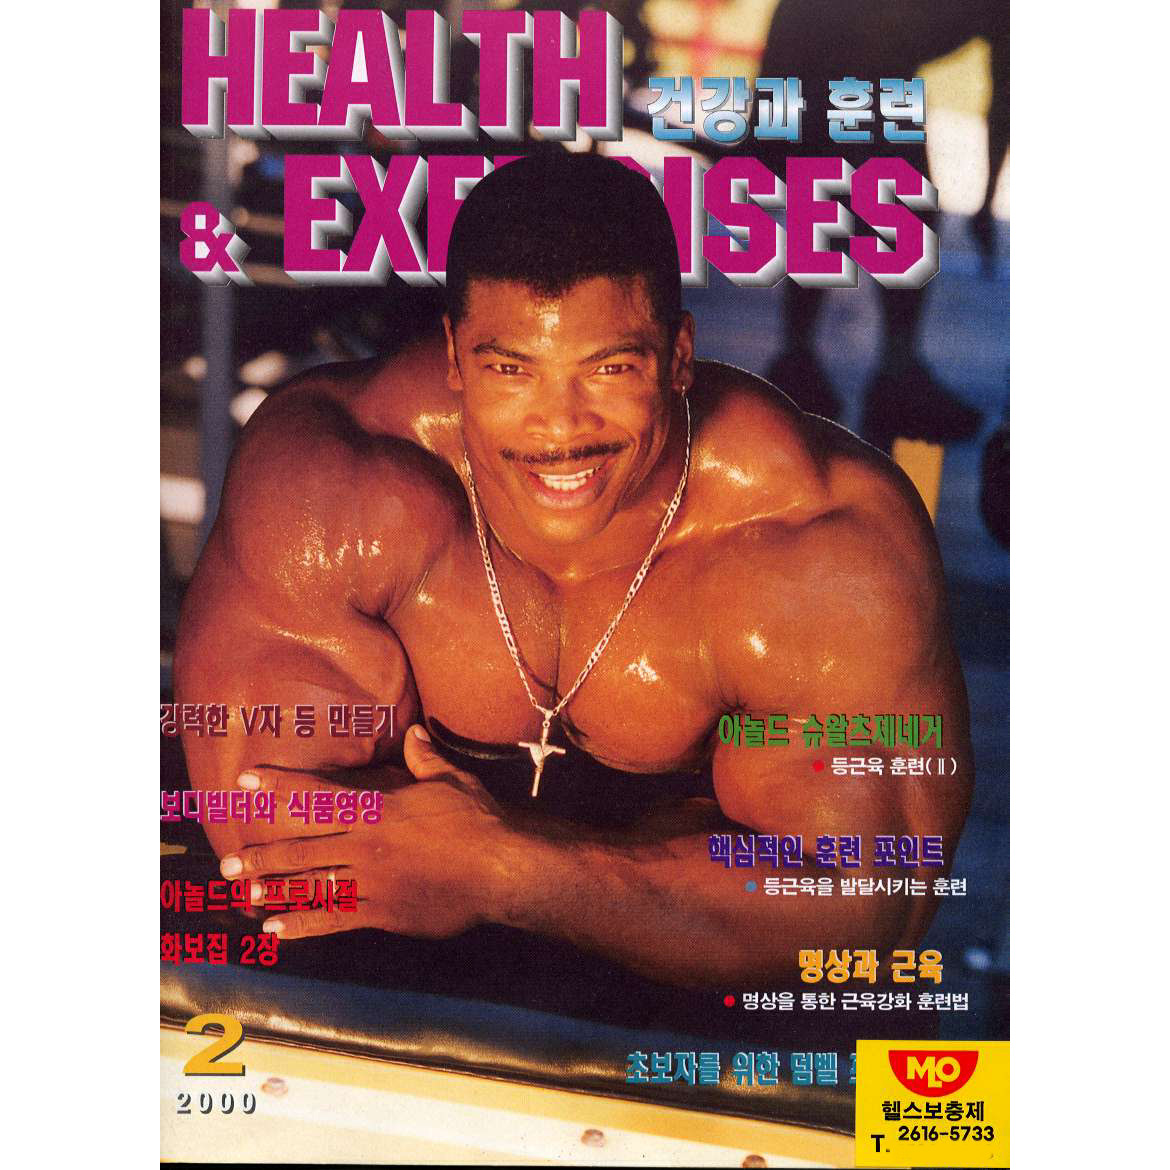 HEALTH
건강과 훈련
& EXERCISES
강력한 V자 등 만들기
보디빌더와 식품영양
아놀드의 프로시절
화보집 2장
2
2000
아놀드 슈왈츠제네거
• 등근육 훈련(Ⅱ)
핵심적인 훈련 포인트
• 등근육을 발달시키는 훈련
명상과 근육
• 명상을 통한 근육강화 훈련법
초보자를 위한 덤벨
MLO
헬스보충제
T. 2616-5733